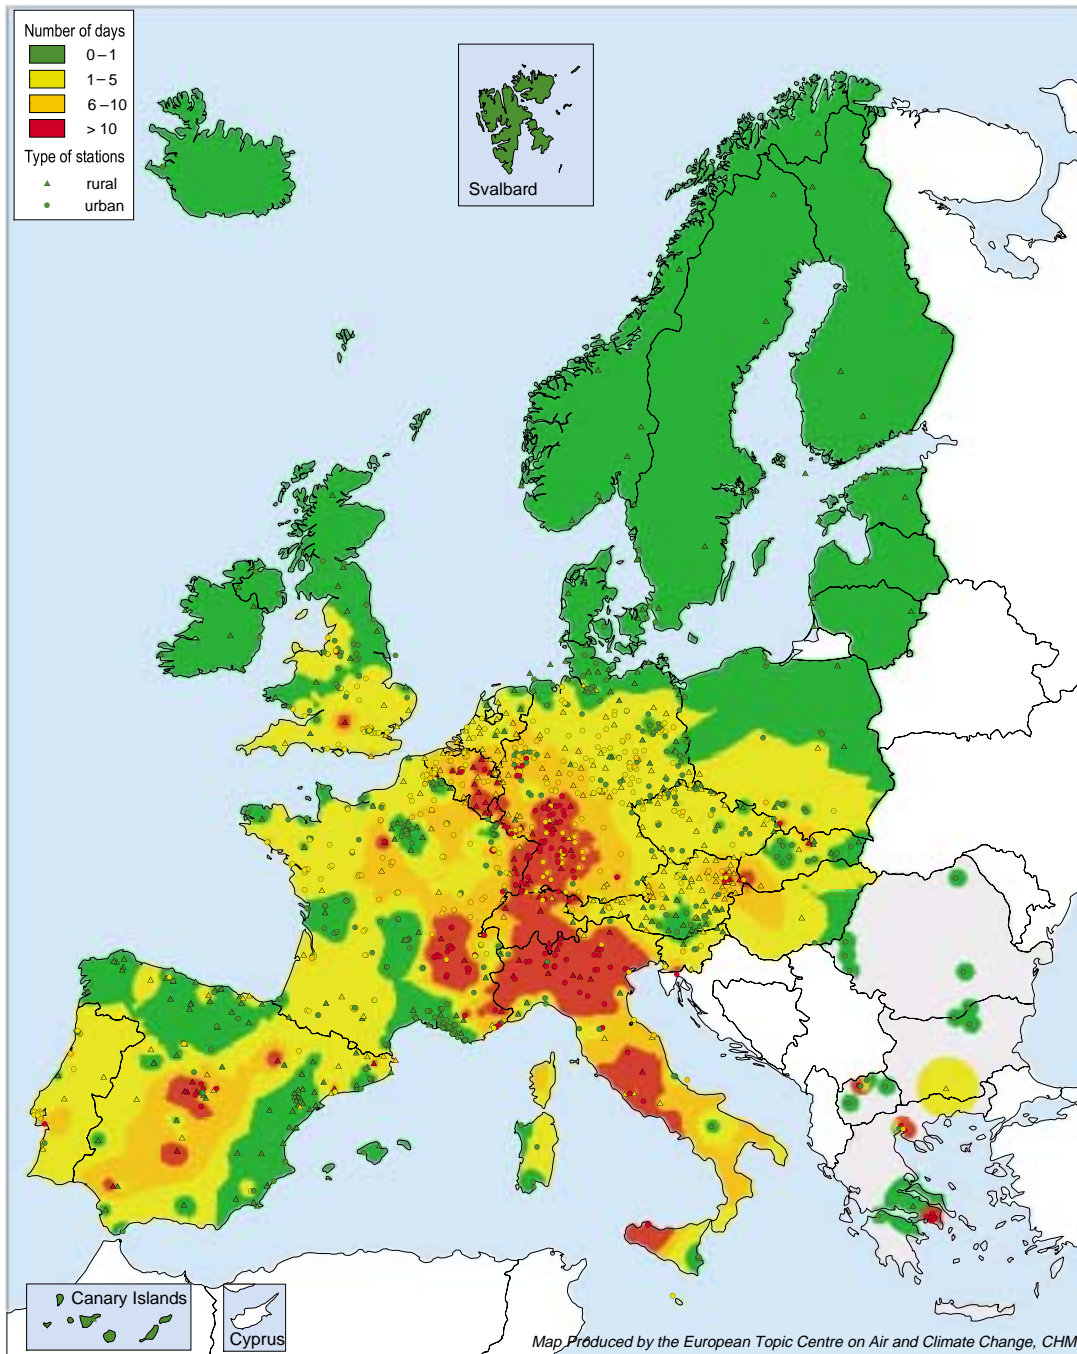 Number of days
0–1
1–5
6–10
> 10
Type of stations
rural
urban
Svalbard
Canary Islands
Cyprus
Map Produced by the European Topic Centre on Air and Climate Change, CHM